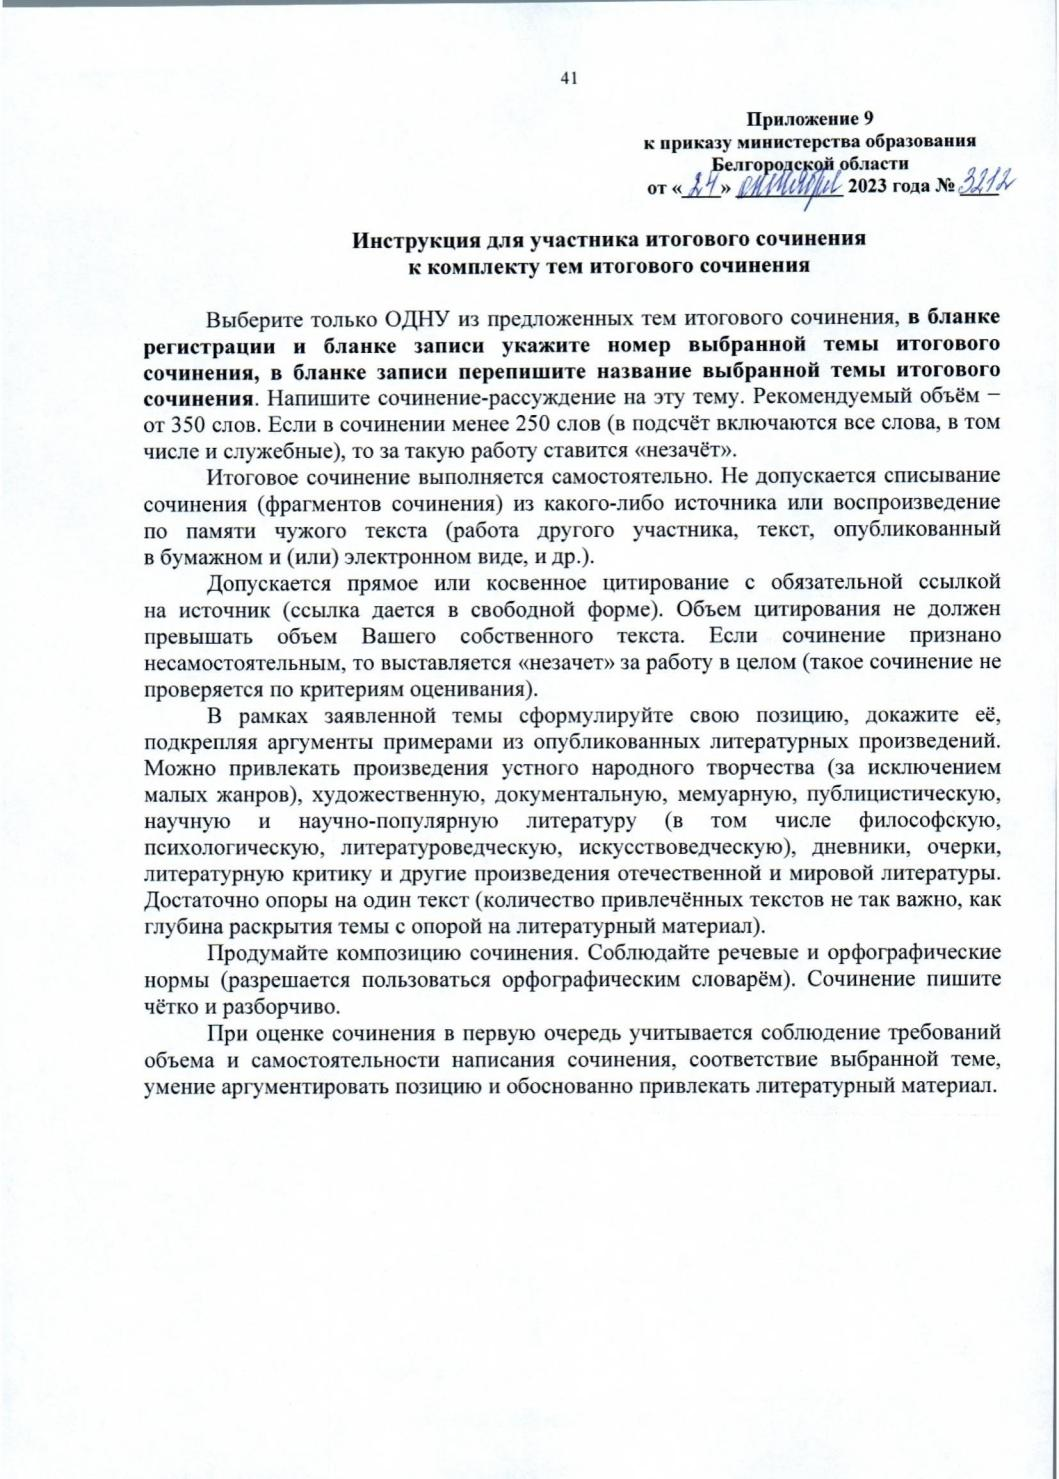 41
Приложение 9
к приказу министерства образования
Белгородской области
от «24» октября 2023 года № 3212
Инструкция для участника итогового сочинения
к комплекту тем итогового сочинения
Выберите только ОДНУ из предложенных тем итогового сочинения, в бланке
регистрации и бланке записи укажите номер выбранной темы итогового
сочинения, в бланке записи перепишите название выбранной темы итогового
сочинения. Напишите сочинение-рассуждение на эту тему. Рекомендуемый объём −
от 350 слов. Если в сочинении менее 250 слов (в подсчёт включаются все слова, в том
числе и служебные), то за такую работу ставится «незачёт».
Итоговое сочинение выполняется самостоятельно. Не допускается списывание
сочинения (фрагментов сочинения) из какого-либо источника или воспроизведение
по памяти чужого текста (работа другого участника, текст, опубликованный
в бумажном и (или) электронном виде, и др.).
Допускается прямое или косвенное цитирование с обязательной ссылкой
на источник (ссылка дается в свободной форме). Объем цитирования не должен
превышать объем Вашего собственного текста. Если сочинение признано
несамостоятельным, то выставляется «незачет» за работу в целом (такое сочинение не
проверяется по критериям оценивания).
В рамках заявленной темы сформулируйте свою позицию, докажите её,
подкрепляя аргументы примерами из опубликованных литературных произведений.
Можно привлекать произведения устного народного творчества (за исключением
малых жанров), художественную, документальную, мемуарную, публицистическую,
научную и научно-популярную литературу (в том числе философскую,
психологическую, литературоведческую, искусствоведческую), дневники, очерки,
литературную критику и другие произведения отечественной и мировой литературы.
Достаточно опоры на один текст (количество привлечённых текстов не так важно, как
глубина раскрытия темы с опорой на литературный материал).
Продумайте композицию сочинения. Соблюдайте речевые и орфографические
нормы (разрешается пользоваться орфографическим словарём). Сочинение пишите
чётко и разборчиво.
При оценке сочинения в первую очередь учитывается соблюдение требований
объема и самостоятельности написания сочинения, соответствие выбранной теме,
умение аргументировать позицию и обоснованно привлекать литературный материал.